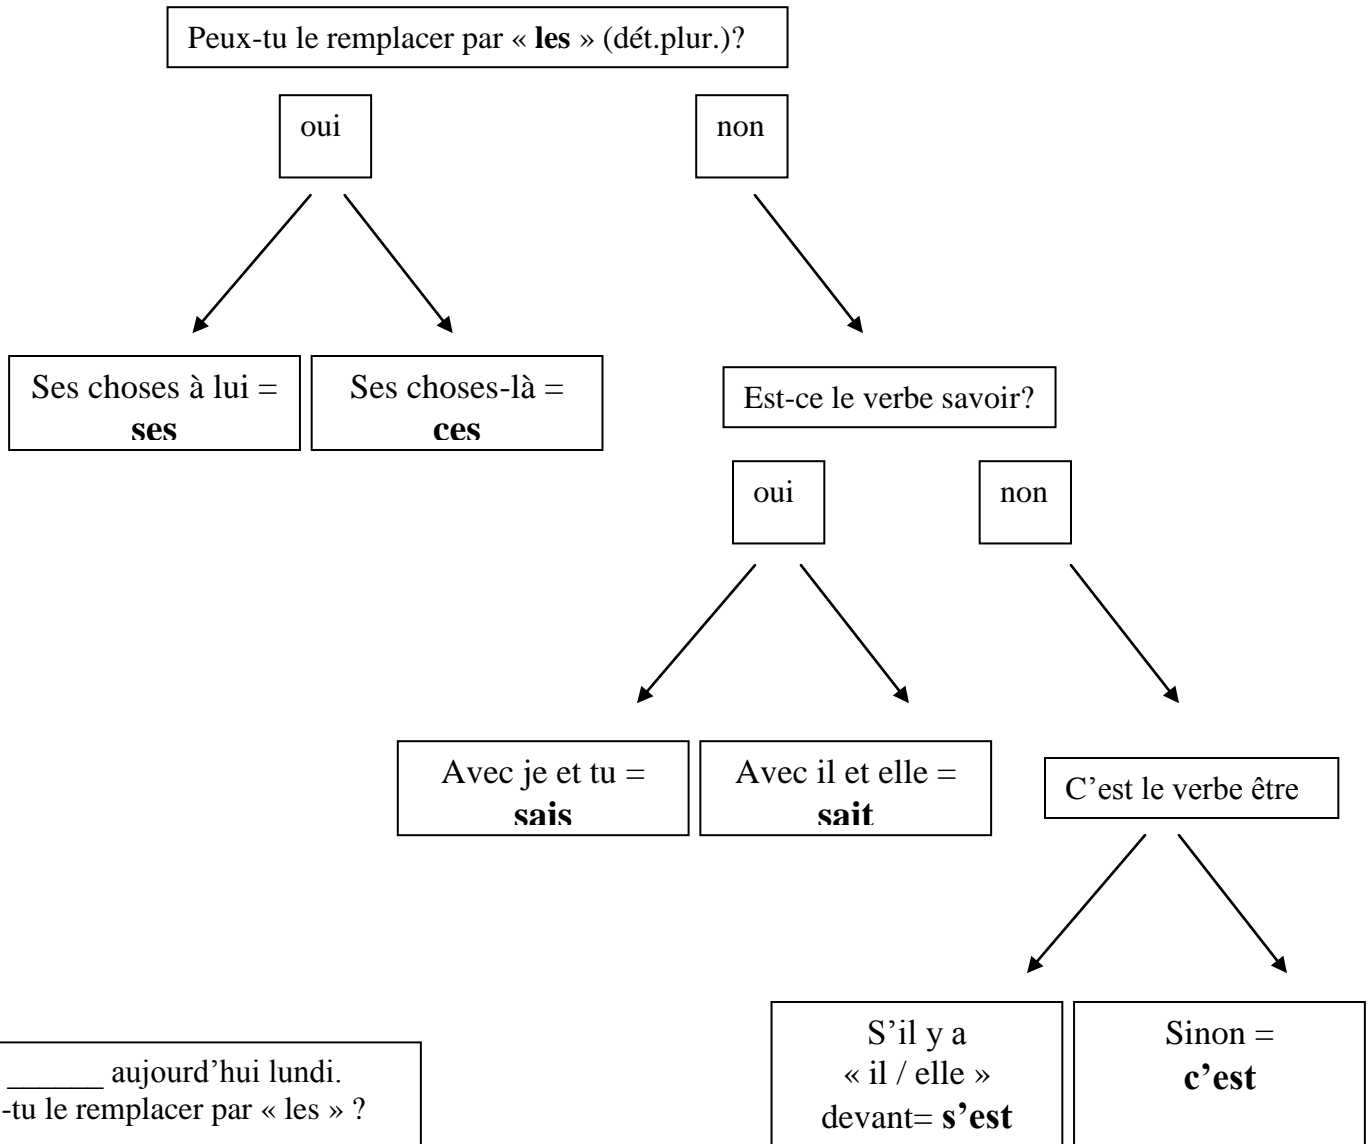 Peux-tu le remplacer par « les » (dét.plur.)?
oui
non
Ses choses à lui =
ses
Ses choses-là =
ces
Est-ce le verbe savoir?
oui
non
Avec je et tu =
sais
Avec il et elle =
sait
C’est le verbe être
S’il y a
« il / elle »
devant= s’est
Sinon =
c’est
______ aujourd’hui lundi.
-tu le remplacer par « les » ?